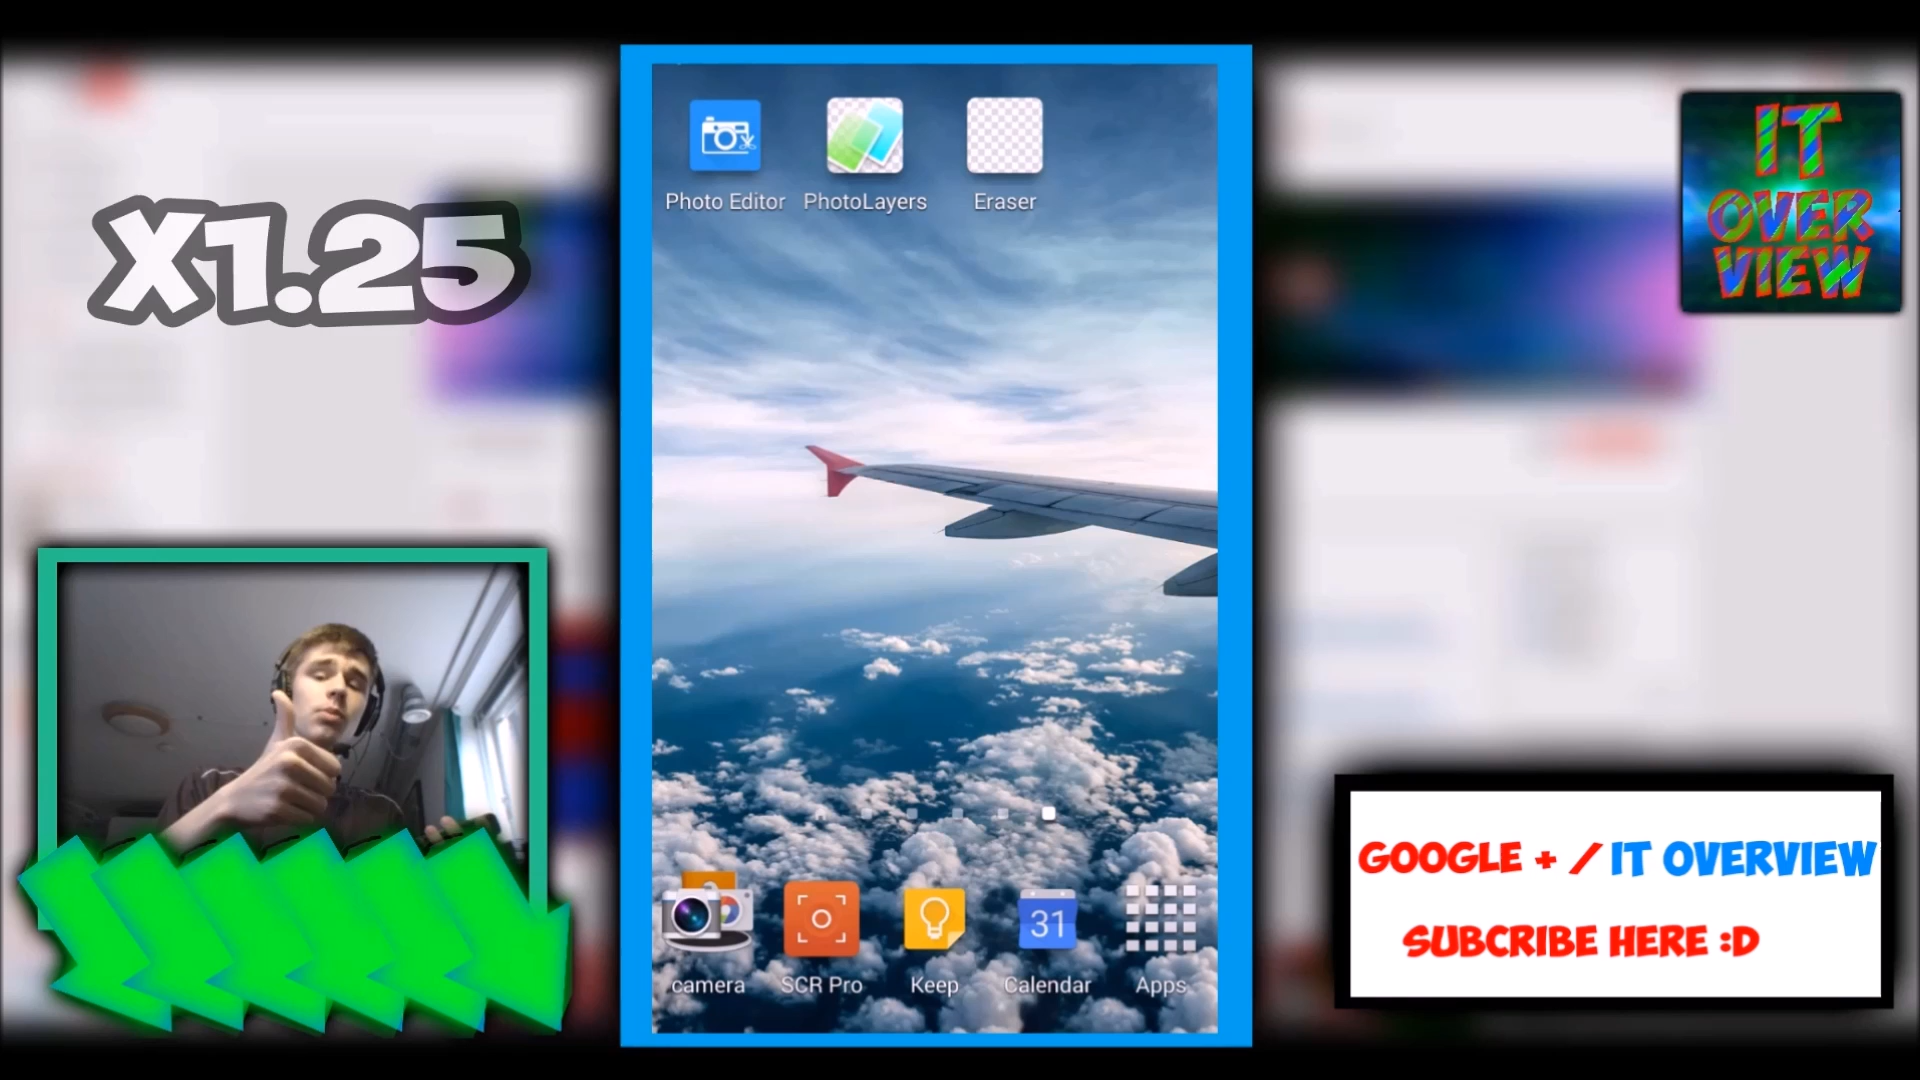 X1.25
Photo Editor
PhotoLayers
Eraser
IT
OVER
VIEW
31
camera
SCR Pro
Keep
Calendar
Apps
GOOGLE + / IT OVERVIEW
SUBCRIBE HERE :D